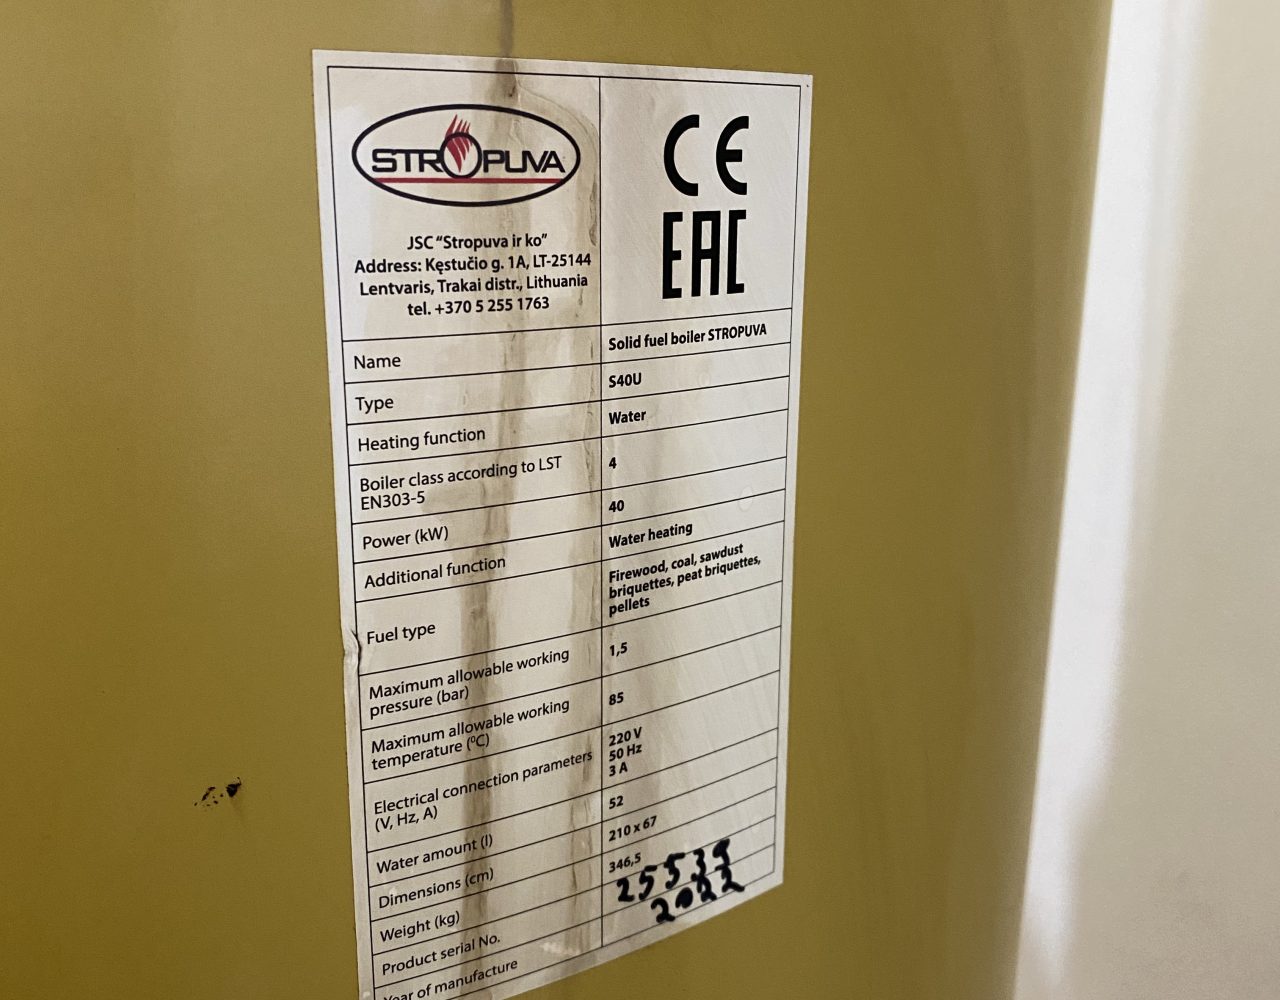 STROPUVA
JSC “Stropuva ir ko”
Address: Kęstučio g. 1A, LT-25144
Lentvaris, Trakai distr., Lithuania
tel. +370 5 255 1763
CE
EAC
Name
Solid fuel boiler STROPUVA
Type
S40U
Heating function
Water
Boiler class according to LST
EN303-5
4
Power (kW)
40
Additional function
Water heating
Fuel type
Firewood, coal, sawdust
briquettes, peat briquettes,
pellets
Maximum allowable working
pressure (bar)
1,5
Maximum allowable working
temperature (⁰C)
85
Electrical connection parameters
(V, Hz, A)
220 V
50 Hz
3 A
Water amount (l)
52
Dimensions (cm)
210 x 67
Weight (kg)
346,5
Product serial No.
25539
Year of manufacture
2022